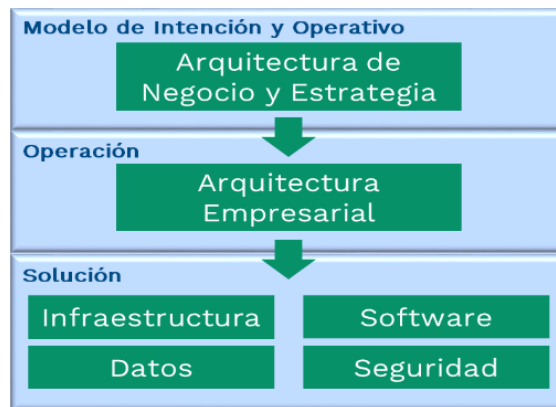 Modelo de Intención y Operativo
Arquitectura de
Negocio y Estrategia
Operación
Arquitectura
Empresarial
Solución
Infraestructura
Software
Datos
Seguridad